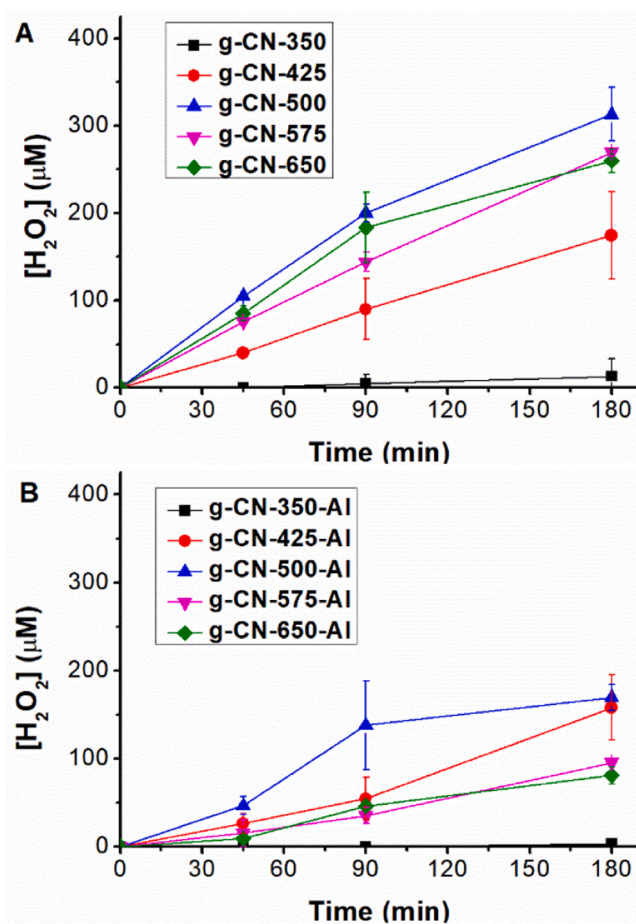 A
400
300
200
100
0
[H₂O₂] (μM)
g-CN-350
g-CN-425
g-CN-500
g-CN-575
g-CN-650
0 30 60 90 120 150 180
Time (min)
B
400
300
200
100
0
[H₂O₂] (μM)
g-CN-350-Al
g-CN-425-Al
g-CN-500-Al
g-CN-575-Al
g-CN-650-Al
0 30 60 90 120 150 180
Time (min)